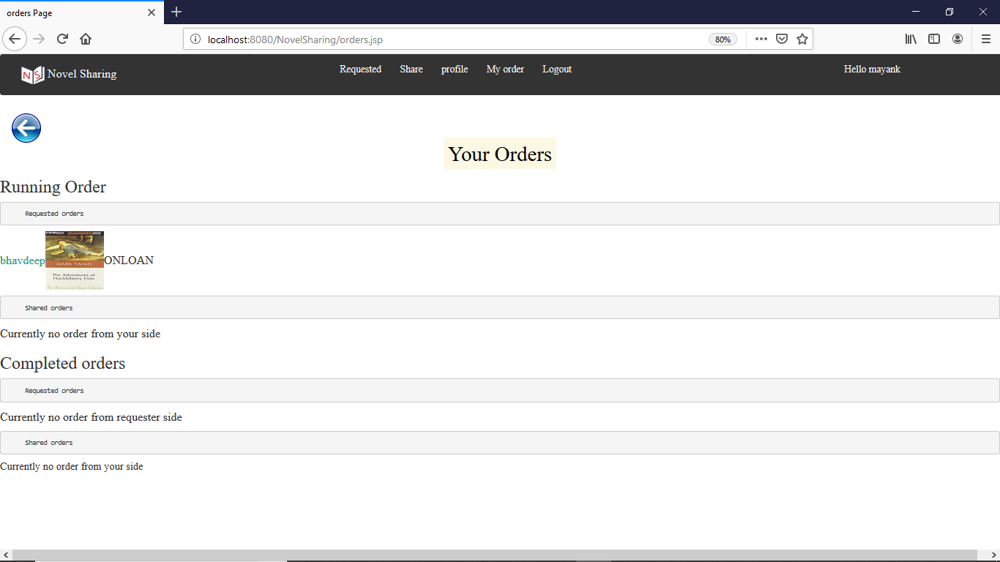 orders Page
localhost:8080/NovelSharing/orders.jsp
80%
NS Novel Sharing
Requested Share profile My order Logout
Hello mayank
Your Orders
Running Order
Requested orders
bhavdeep
MARK TWAIN
The Adventures of
Huckleberry Finn
ONLOAN
Shared orders
Currently no order from your side
Completed orders
Requested orders
Currently no order from requester side
Shared orders
Currently no order from your side